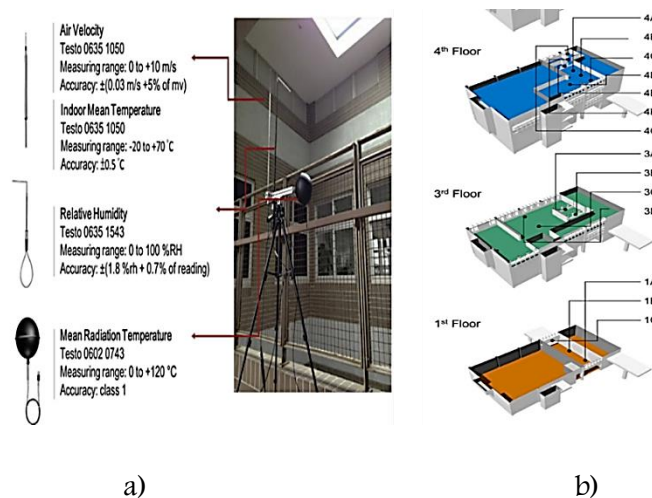 Air Velocity
Testo 0635 1050
Measuring range: 0 to +10 m/s
Accuracy: ±(0.03 m/s +5% of mv)
Indoor Mean Temperature
Testo 0635 1050
Measuring range: -20 to +70 °C
Accuracy: ±0.5 °C
Relative Humidity
Testo 0635 1543
Measuring range: 0 to 100 %RH
Accuracy: ±(1.8 %rh + 0.7% of reading)
Mean Radiation Temperature
Testo 0602 0743
Measuring range: 0 to +120 °C
Accuracy: class 1
a)
4th Floor
3rd Floor
1st Floor
1A
b)